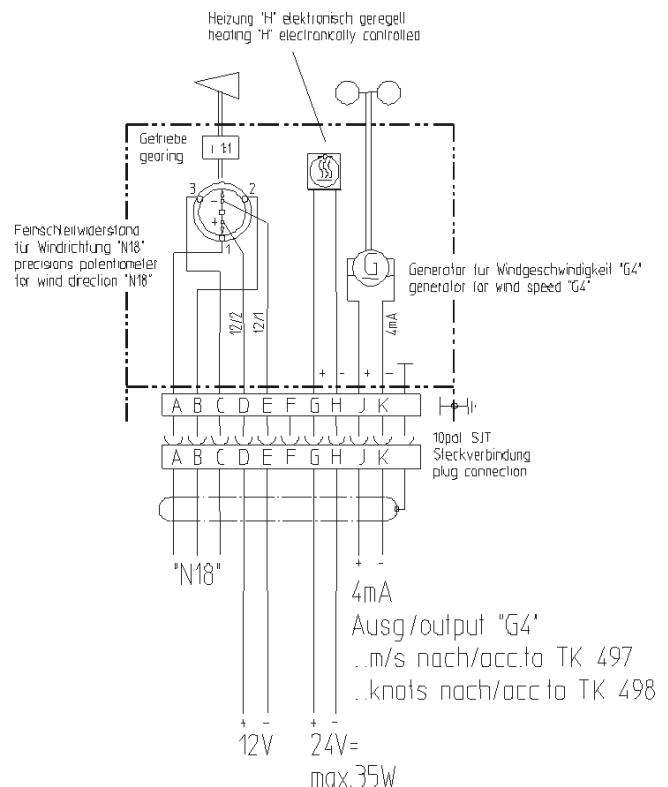 Heizung "H" elektronisch geregelt
heating "H" electronically controlled
Getriebe
gearing
i 1:1
3
2
-
+
1
Feinschleifwiderstand
für Windrichtung "N18"
precisions potentiometer
for wind direction "N18"
G
Generator für Windgeschwindigkeit "G4"
generator for wind speed "G4"
12/2
12/1
4mA
+ - + -
A B C D E F G H J K
10pol SJT
Steckverbindung
plug connection
A B C D E F G H J K
"N18"
+ -
4mA
Ausg/output "G4"
..m/s nach/acc.to TK 497
..knots nach/acc.to TK 498
+ - + -
12V 24V=
max.35W